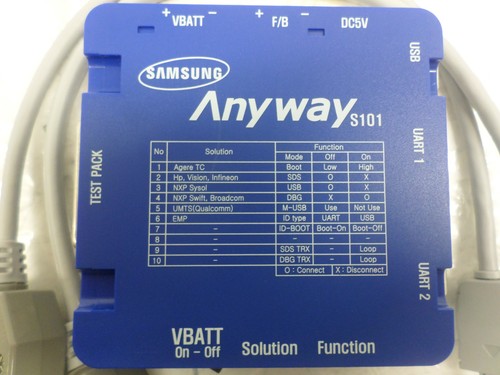 + VBATT - + F/B - DC5V
SAMSUNG
Anyway S101
USB
UART 1
UART 2
TEST PACK
No Solution Function
Mode Off On
1 Agere TC Boot Low High
2 Hp, Vision, Infineon SDS O X
3 NXP Sysol USB O X
4 NXP Swift, Broadcom DBG X O
5 UMTS(Qualcomm) M-USB Use Not Use
6 EMP ID type UART USB
7 - ID-BOOT Boot-On Boot-Off
8 - - - -
9 - SDS TRX - Loop
10 - DBG TRX - Loop
O : Connect X : Disconnect
VBATT Solution Function
On - Off